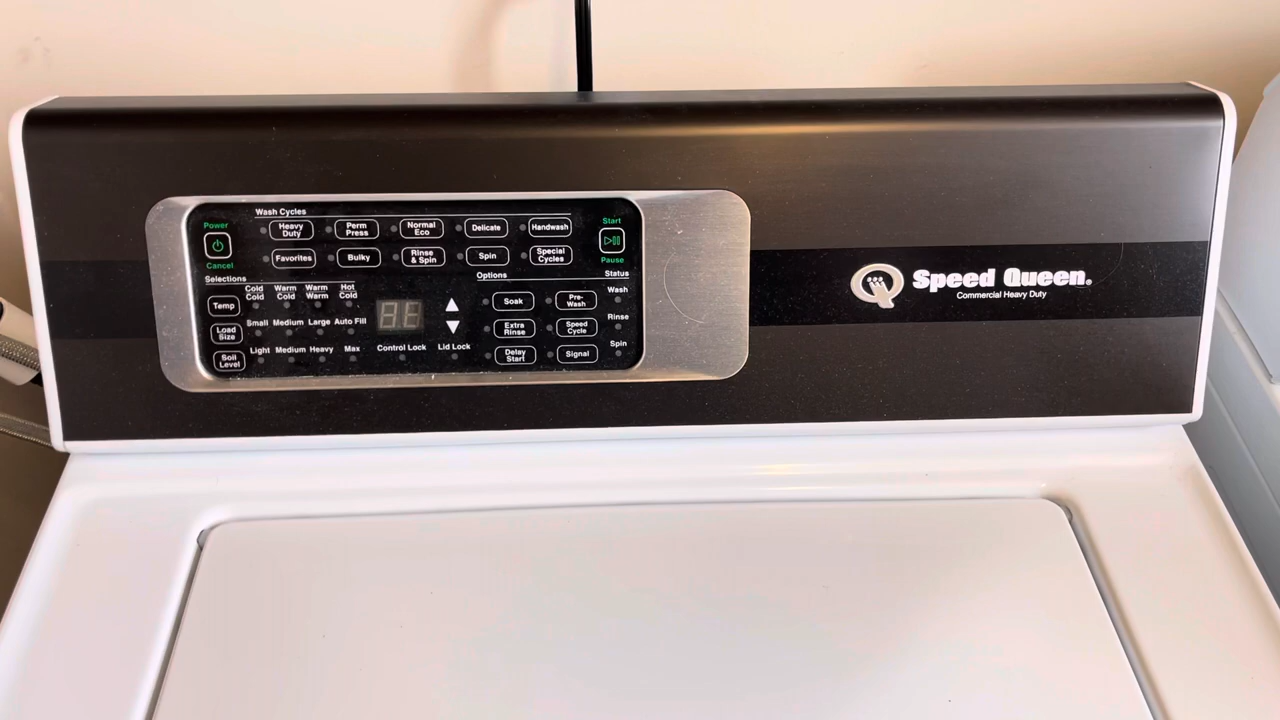 Wash Cycles
Power
Heavy Duty
Perm Press
Normal Eco
Delicate
Handwash
Start
Cancel
Favorites
Bulky
Rinse & Spin
Spin
Special Cycles
Pause
Selections
Options
Status
Temp
Cold Cold
Warm Cold
Warm Warm
Hot Cold
Soak
Pre-Wash
Wash
Load Size
Small Medium Large Auto Fill
Extra Rinse
Speed Cycle
Rinse
Soil Level
Light Medium Heavy Max
Control Lock
Lid Lock
Delay Start
Signal
Spin
Speed Queen®
Commercial Heavy Duty